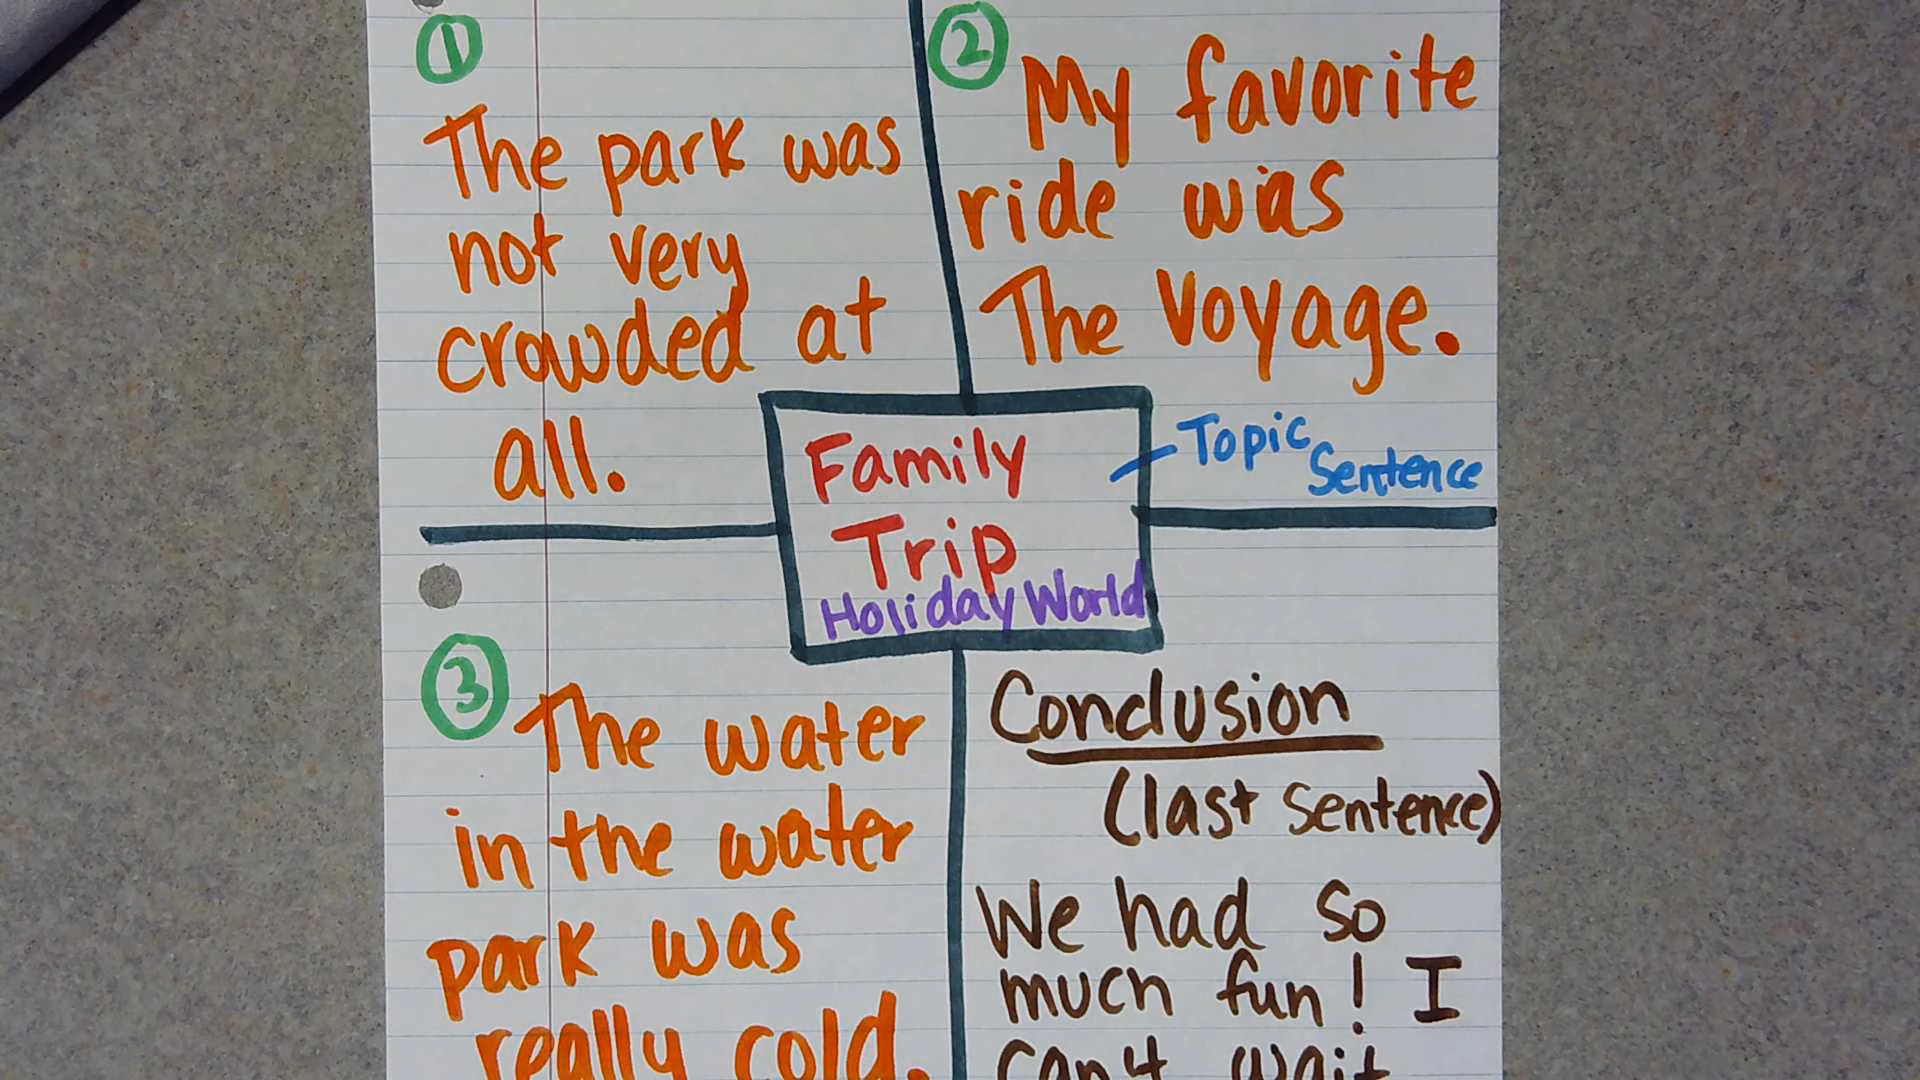 1
The park was
not very
crowded at
all.
2
My favorite
ride was
The Voyage.
Family
Trip
Holiday World
Topic
Sentence
3
The water
in the water
park was
really cold.
Conclusion
(last sentence)
We had so
much fun! I
can't wait